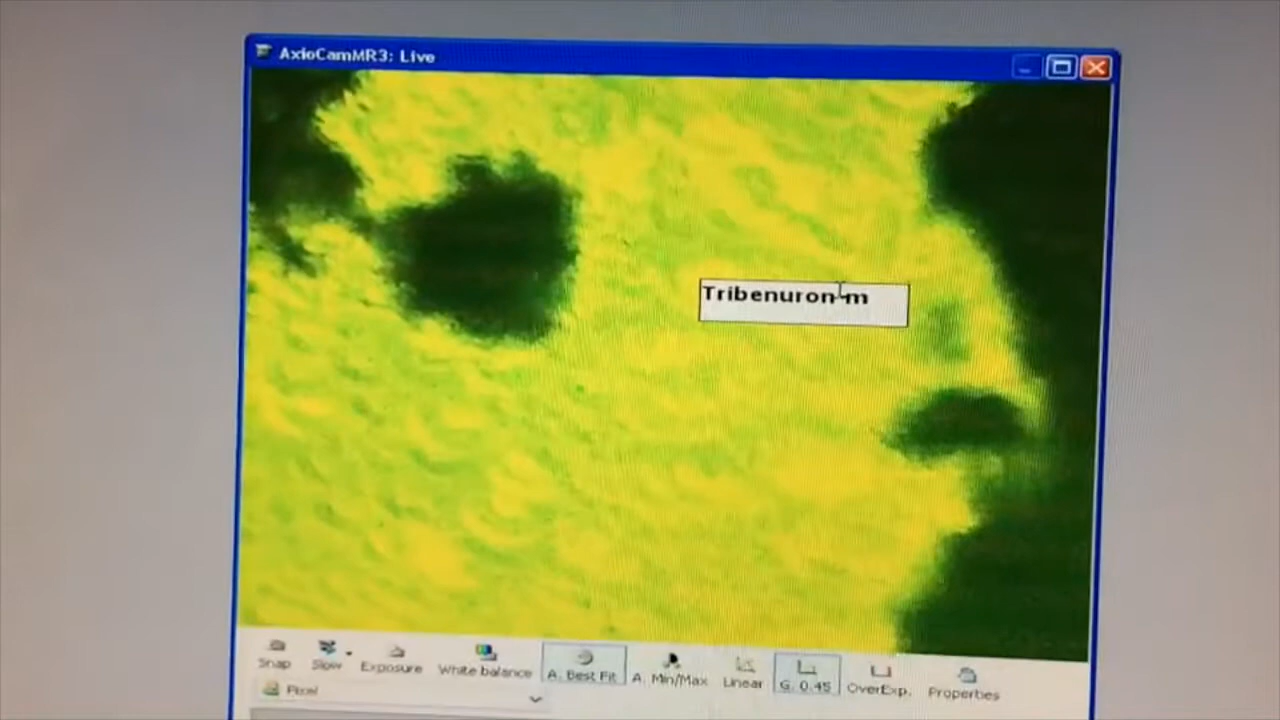 AxioCamMR3: Live
Tribenuron-m
Snap Slow Exposure White balance A. Best Fit A. Min/Max Linear G. 0.45 OverExp. Properties
Pixel